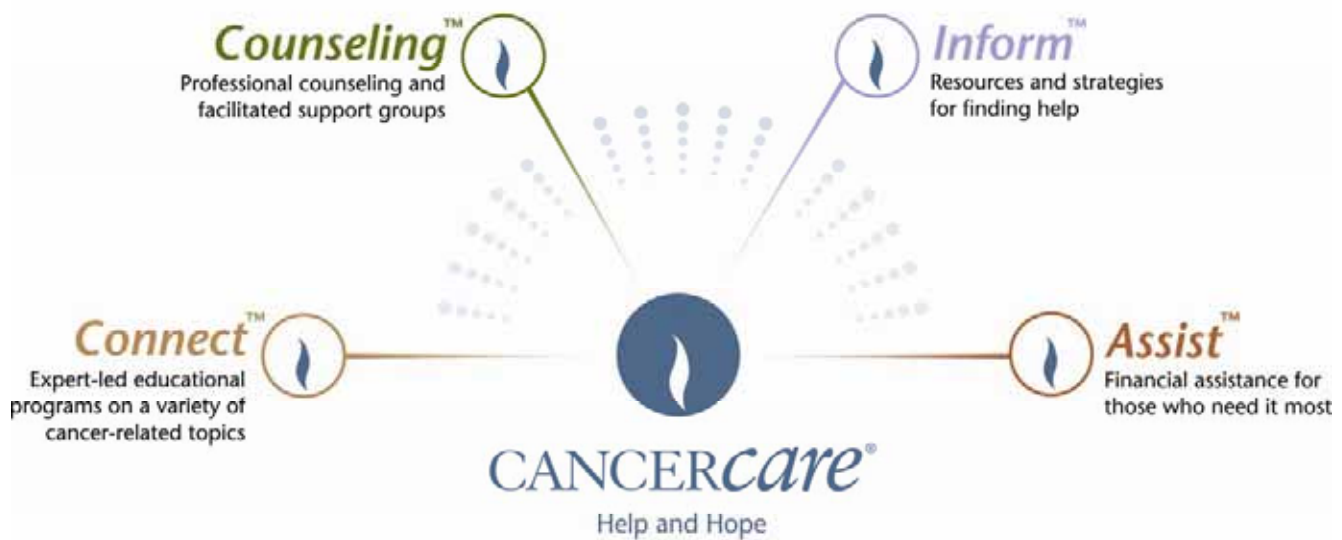 Counseling™
Professional counseling and
facilitated support groups
Inform™
Resources and strategies
for finding help
Connect™
Expert-led educational
programs on a variety of
cancer-related topics
Assist™
Financial assistance for
those who need it most
CANCERcare®
Help and Hope